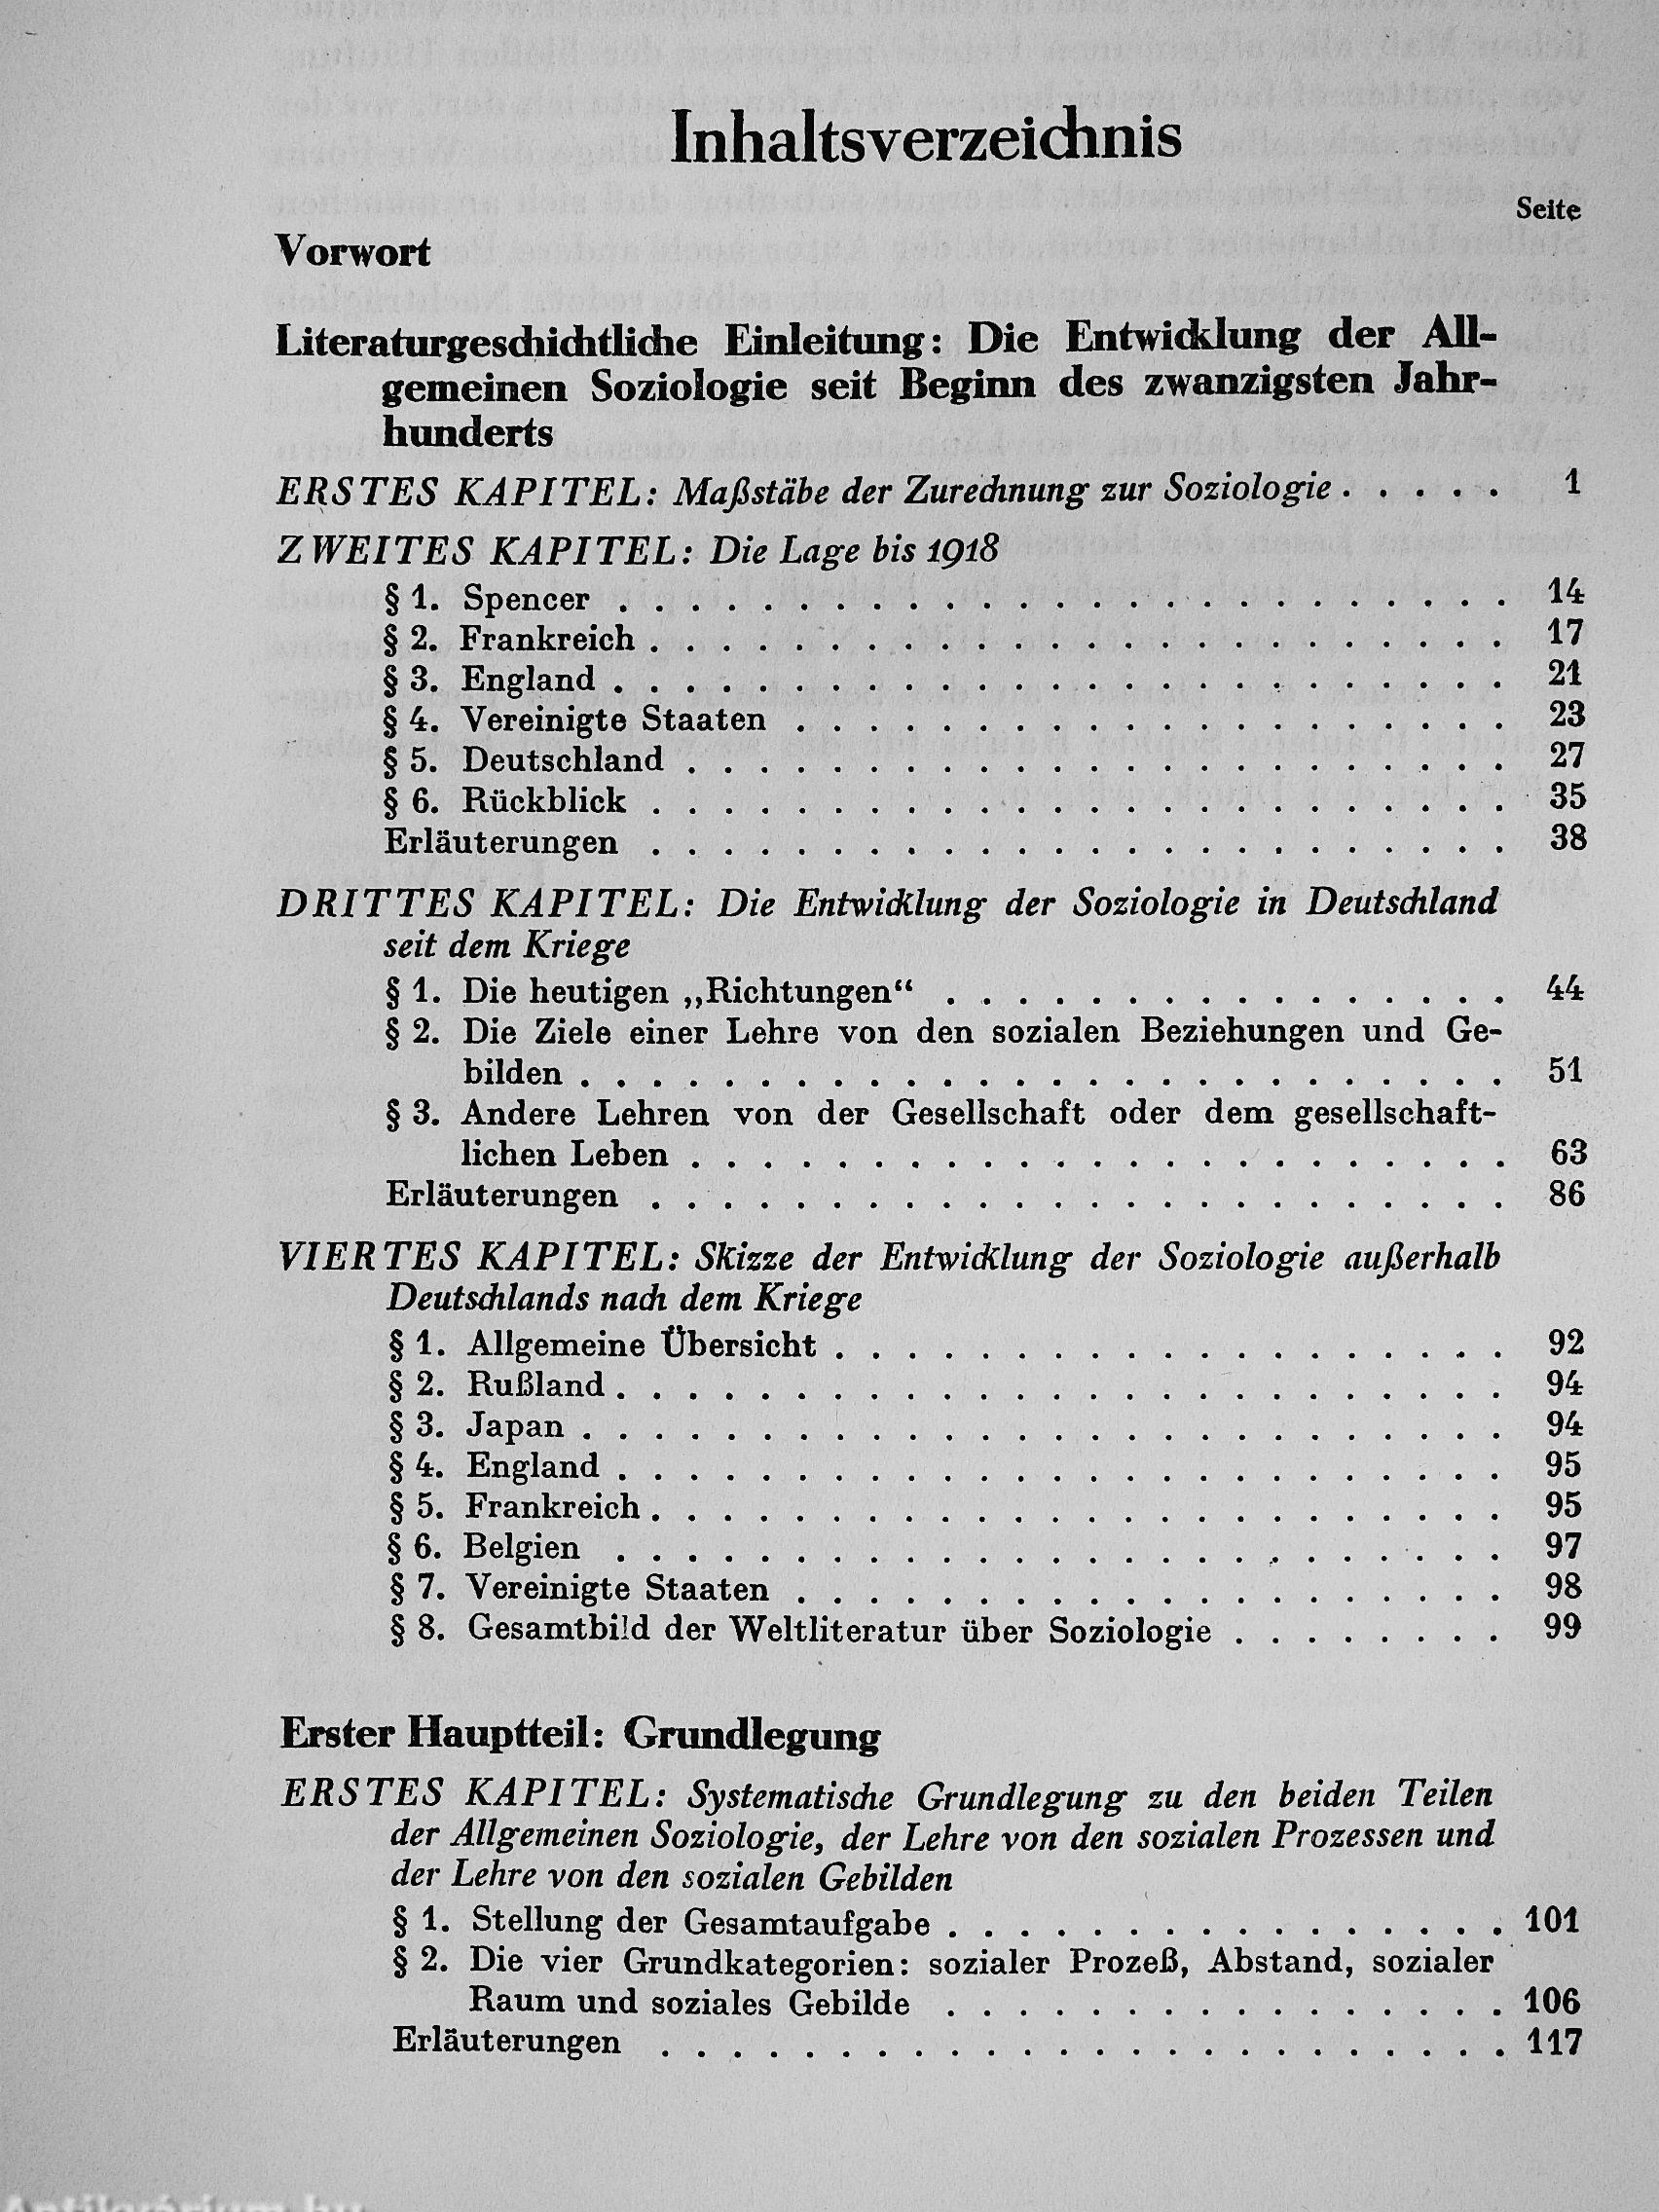 Inhaltsverzeichnis
Seite
Vorwort
Literaturgeschichtliche Einleitung: Die Entwicklung der All-
gemeinen Soziologie seit Beginn des zwanzigsten Jahr-
hunderts
ERSTES KAPITEL: Maßstäbe der Zurechnung zur Soziologie . . . . . 1
ZWEITES KAPITEL: Die Lage bis 1918
§ 1. Spencer . . . . . . . . . . . . . . . . . . . . . . . . . 14
§ 2. Frankreich . . . . . . . . . . . . . . . . . . . . . . . . 17
§ 3. England . . . . . . . . . . . . . . . . . . . . . . . . . 21
§ 4. Vereinigte Staaten . . . . . . . . . . . . . . . . . . . . 23
§ 5. Deutschland . . . . . . . . . . . . . . . . . . . . . . . 27
§ 6. Rückblick . . . . . . . . . . . . . . . . . . . . . . . . 35
Erläuterungen . . . . . . . . . . . . . . . . . . . . . . . . 38
DRITTES KAPITEL: Die Entwicklung der Soziologie in Deutschland
seit dem Kriege
§ 1. Die heutigen „Richtungen“ . . . . . . . . . . . . . . . . 44
§ 2. Die Ziele einer Lehre von den sozialen Beziehungen und Ge-
bilden . . . . . . . . . . . . . . . . . . . . . . . . . . 51
§ 3. Andere Lehren von der Gesellschaft oder dem gesellschaft-
lichen Leben . . . . . . . . . . . . . . . . . . . . . . . 63
Erläuterungen . . . . . . . . . . . . . . . . . . . . . . . . 86
VIERTES KAPITEL: Skizze der Entwicklung der Soziologie außerhalb
Deutschlands nach dem Kriege
§ 1. Allgemeine Übersicht . . . . . . . . . . . . . . . . . . . 92
§ 2. Rußland . . . . . . . . . . . . . . . . . . . . . . . . . 94
§ 3. Japan . . . . . . . . . . . . . . . . . . . . . . . . . . 94
§ 4. England . . . . . . . . . . . . . . . . . . . . . . . . . 95
§ 5. Frankreich . . . . . . . . . . . . . . . . . . . . . . . . 95
§ 6. Belgien . . . . . . . . . . . . . . . . . . . . . . . . . 97
§ 7. Vereinigte Staaten . . . . . . . . . . . . . . . . . . . . 98
§ 8. Gesamtbild der Weltliteratur über Soziologie . . . . . . . . 99
Erster Hauptteil: Grundlegung
ERSTES KAPITEL: Systematische Grundlegung zu den beiden Teilen
der Allgemeinen Soziologie, der Lehre von den sozialen Prozessen und
der Lehre von den sozialen Gebilden
§ 1. Stellung der Gesamtaufgabe . . . . . . . . . . . . . . . . 101
§ 2. Die vier Grundkategorien: sozialer Prozeß, Abstand, sozialer
Raum und soziales Gebilde . . . . . . . . . . . . . . . . 106
Erläuterungen . . . . . . . . . . . . . . . . . . . . . . . . 117